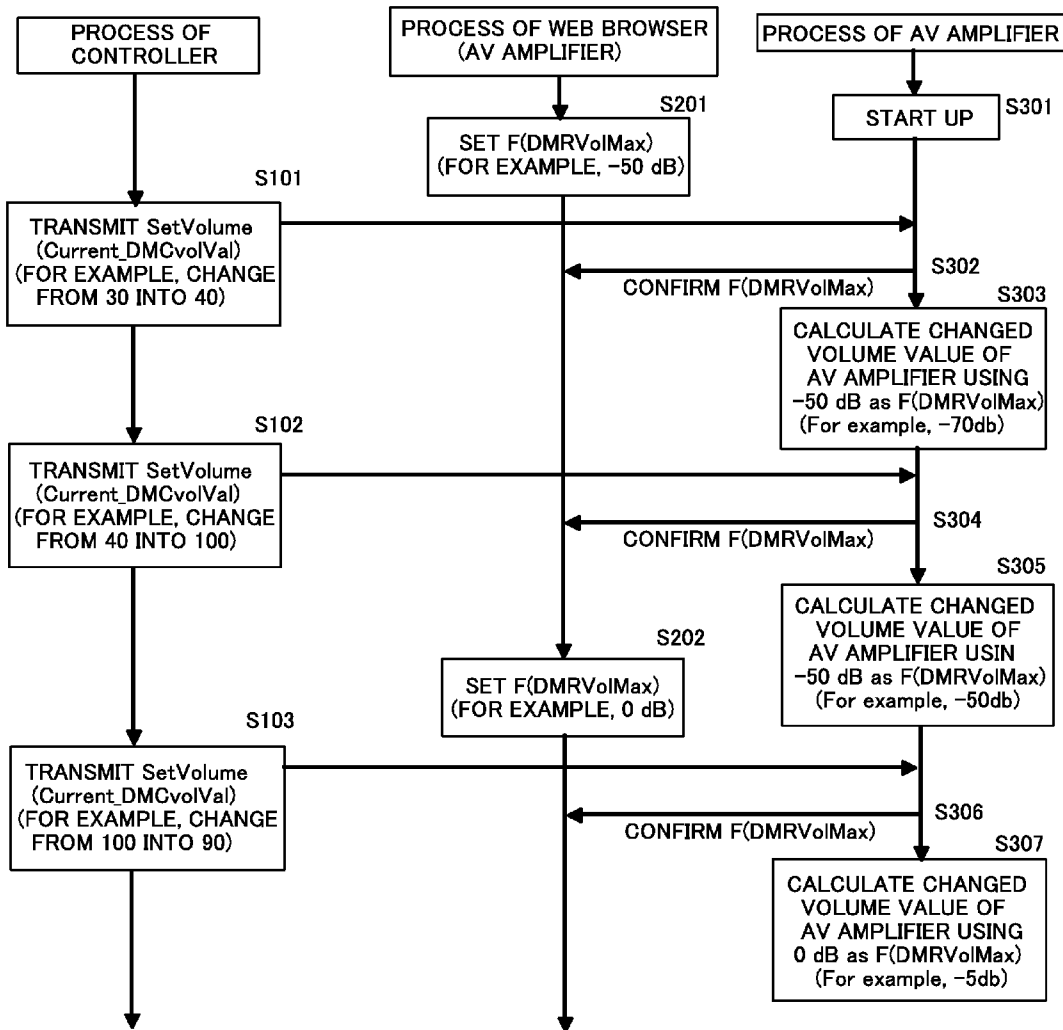 PROCESS OF
CONTROLLER
PROCESS OF WEB BROWSER
(AV AMPLIFIER)
PROCESS OF AV AMPLIFIER
S201
SET F(DMRVolMax)
(FOR EXAMPLE, -50 dB)
START UP
S301
S101
TRANSMIT SetVolume
(Current_DMCvolVal)
(FOR EXAMPLE, CHANGE
FROM 30 INTO 40)
CONFIRM F(DMRVolMax)
S302
S303
CALCULATE CHANGED
VOLUME VALUE OF
AV AMPLIFIER USING
-50 dB as F(DMRVolMax)
(For example, -70db)
S102
TRANSMIT SetVolume
(Current_DMCvolVal)
(FOR EXAMPLE, CHANGE
FROM 40 INTO 100)
CONFIRM F(DMRVolMax)
S304
S305
CALCULATE CHANGED
VOLUME VALUE OF
AV AMPLIFIER USIN
-50 dB as F(DMRVolMax)
(For example, -50db)
S202
SET F(DMRVolMax)
(FOR EXAMPLE, 0 dB)
S103
TRANSMIT SetVolume
(Current_DMCvolVal)
(FOR EXAMPLE, CHANGE
FROM 100 INTO 90)
CONFIRM F(DMRVolMax)
S306
S307
CALCULATE CHANGED
VOLUME VALUE OF
AV AMPLIFIER USING
0 dB as F(DMRVolMax)
(For example, -5db)